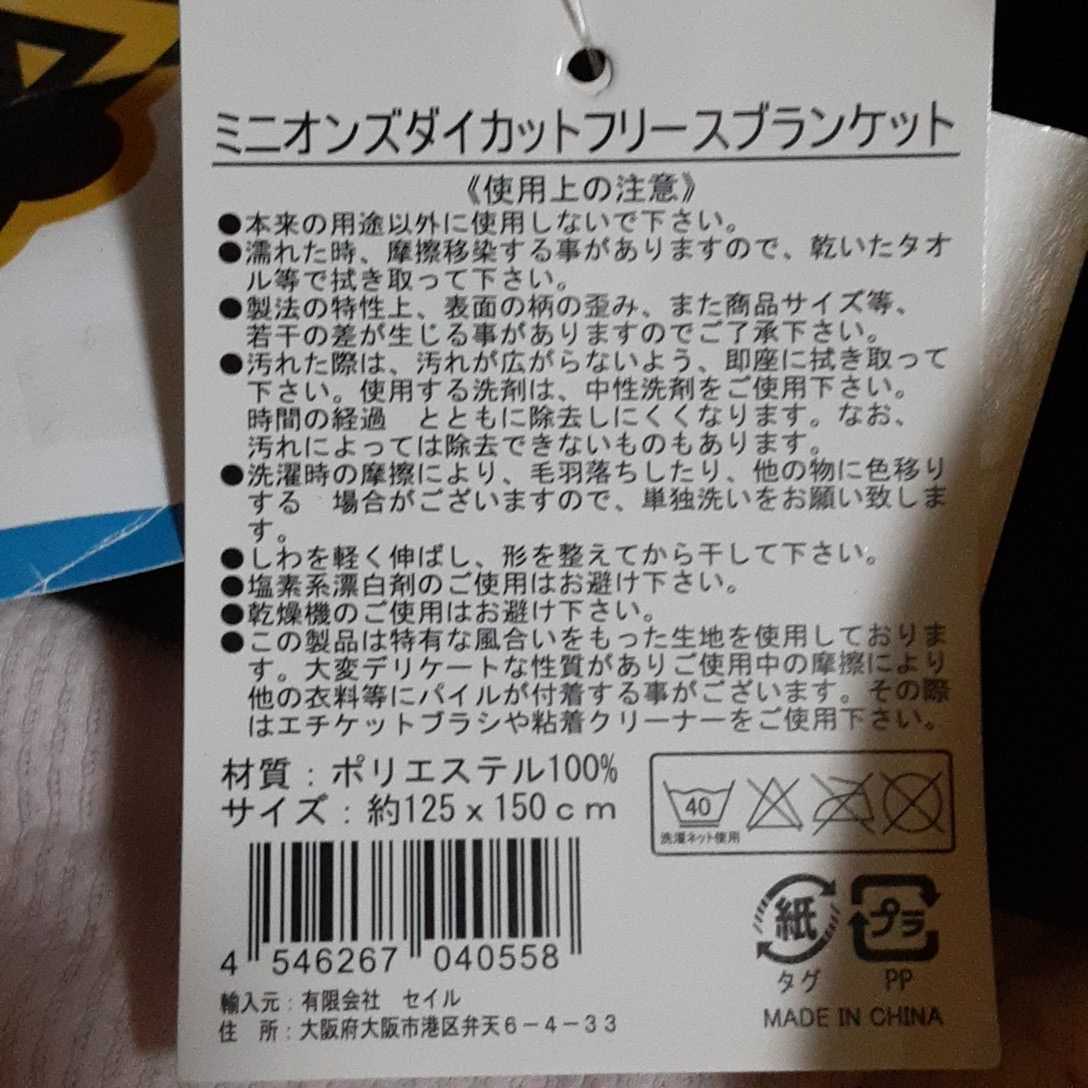 ミニオンズダイカットフリースブランケット
《使用上の注意》
●本来の用途以外に使用しないで下さい。
●濡れた時、摩擦移染する事がありますので、乾いたタオ
ル等で拭き取って下さい。
●製法の特性上、表面の柄の歪み、また商品サイズ等、
若干の差が生じる事がありますのでご了承下さい。
●汚れた際は、汚れが広がらないよう、即座に拭き取って
下さい。使用する洗剤は、中性洗剤をご使用下さい。
時間の経過　とともに除去しにくくなります。なお、
汚れによっては除去できないものもあります。
●洗濯時の摩擦により、毛羽落ちしたり、他の物に色移り
する　場合がございますので、単独洗いをお願い致しま
す。
●しわを軽く伸ばし、形を整えてから干して下さい。
●塩素系漂白剤のご使用はお避け下さい。
●乾燥機のご使用はお避け下さい。
●この製品は特有な風合いをもった生地を使用しておりま
す。大変デリケートな性質がありご使用中の摩擦により
他の衣料等にパイルが付着する事がございます。その際
はエチケットブラシや粘着クリーナーをご使用下さい。
材質：ポリエステル100%
サイズ：約125 x 150 cm
40
洗濯ネット使用
4 546267 040558
紙
タグ
プラ
PP
輸入元：有限会社　セイル
住　所：大阪府大阪市港区弁天6－4－33
MADE IN CHINA